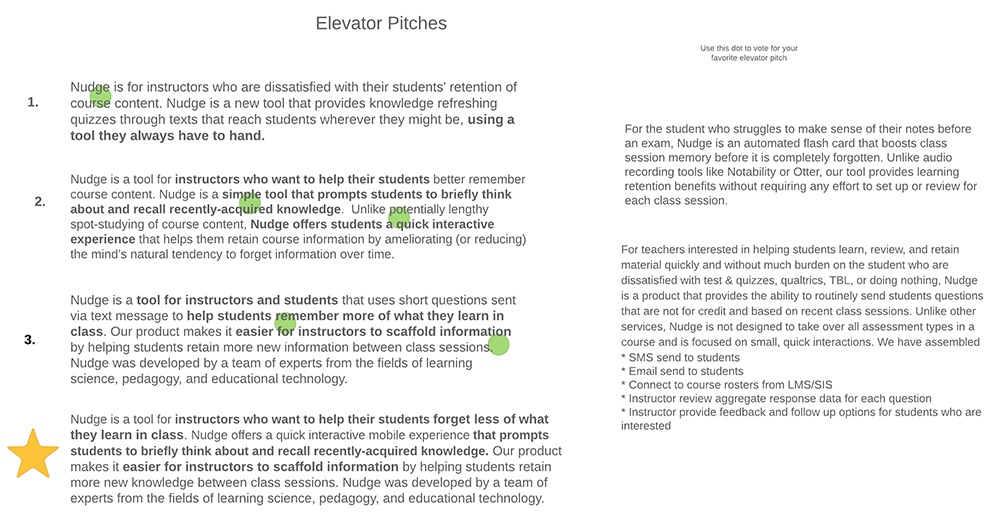 Elevator Pitches
Use this dot to vote for your
favorite elevator pitch
1.
Nudge is for instructors who are dissatisfied with their students' retention of
course content. Nudge is a new tool that provides knowledge refreshing
quizzes through texts that reach students wherever they might be, using a
tool they always have to hand.
2.
Nudge is a tool for instructors who want to help their students better remember
course content. Nudge is a simple tool that prompts students to briefly think
about and recall recently-acquired knowledge. Unlike potentially lengthy
spot-studying of course content, Nudge offers students a quick interactive
experience that helps them retain course information by ameliorating (or reducing)
the mind's natural tendency to forget information over time.
3.
Nudge is a tool for instructors and students that uses short questions sent
via text message to help students remember more of what they learn in
class. Our product makes it easier for instructors to scaffold information
by helping students retain more new information between class sessions.
Nudge was developed by a team of experts from the fields of learning
science, pedagogy, and educational technology.
Nudge is a tool for instructors who want to help their students forget less of what
they learn in class. Nudge offers a quick interactive mobile experience that prompts
students to briefly think about and recall recently-acquired knowledge. Our product
makes it easier for instructors to scaffold information by helping students retain
more new knowledge between class sessions. Nudge was developed by a team of
experts from the fields of learning science, pedagogy, and educational technology.
For the student who struggles to make sense of their notes before
an exam, Nudge is an automated flash card that boosts class
session memory before it is completely forgotten. Unlike audio
recording tools like Notability or Otter, our tool provides learning
retention benefits without requiring any effort to set up or review for
each class session.
For teachers interested in helping students learn, review, and retain
material quickly and without much burden on the student who are
dissatisfied with test & quizzes, qualtrics, TBL, or doing nothing, Nudge
is a product that provides the ability to routinely send students questions
that are not for credit and based on recent class sessions. Unlike other
services, Nudge is not designed to take over all assessment types in a
course and is focused on small, quick interactions. We have assembled
* SMS send to students
* Email send to students
* Connect to course rosters from LMS/SIS
* Instructor review aggregate response data for each question
* Instructor provide feedback and follow up options for students who are
interested